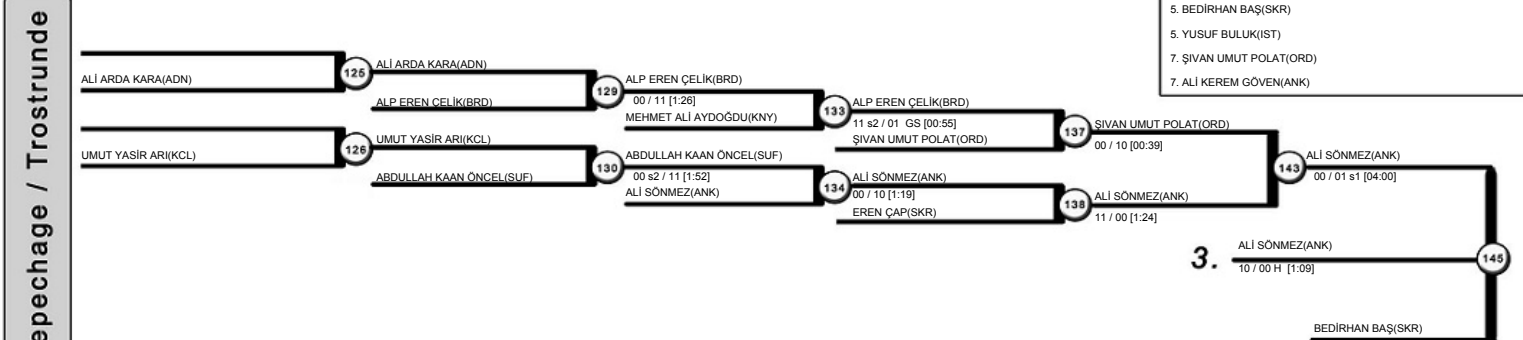 5. BEDİRHAN BAŞ(SKR)
5. YUSUF BULUK(IST)
7. ŞIVAN UMUT POLAT(ORD)
7. ALİ KEREM GÖVEN(ANK)
epechage / Trostrunde
ALİ ARDA KARA(ADN)
125
ALİ ARDA KARA(ADN)
ALP EREN ÇELİK(BRD)
129
ALP EREN ÇELİK(BRD)
00 / 11 [1:26]
MEHMET ALİ AYDOĞDU(KNY)
133
ALP EREN ÇELİK(BRD)
11 s2 / 01 GS [00:55]
ŞIVAN UMUT POLAT(ORD)
137
ŞIVAN UMUT POLAT(ORD)
00 / 10 [00:39]
UMUT YASİR ARI(KCL)
126
UMUT YASİR ARI(KCL)
ABDULLAH KAAN ÖNCEL(SUF)
130
ABDULLAH KAAN ÖNCEL(SUF)
00 s2 / 11 [1:52]
ALİ SÖNMEZ(ANK)
134
ALİ SÖNMEZ(ANK)
00 / 10 [1:19]
EREN ÇAP(SKR)
138
ALİ SÖNMEZ(ANK)
11 / 00 [1:24]
143
ALİ SÖNMEZ(ANK)
00 / 01 s1 [04:00]
3.
ALİ SÖNMEZ(ANK)
10 / 00 H [1:09]
145
BEDİRHAN BAŞ(SKR)